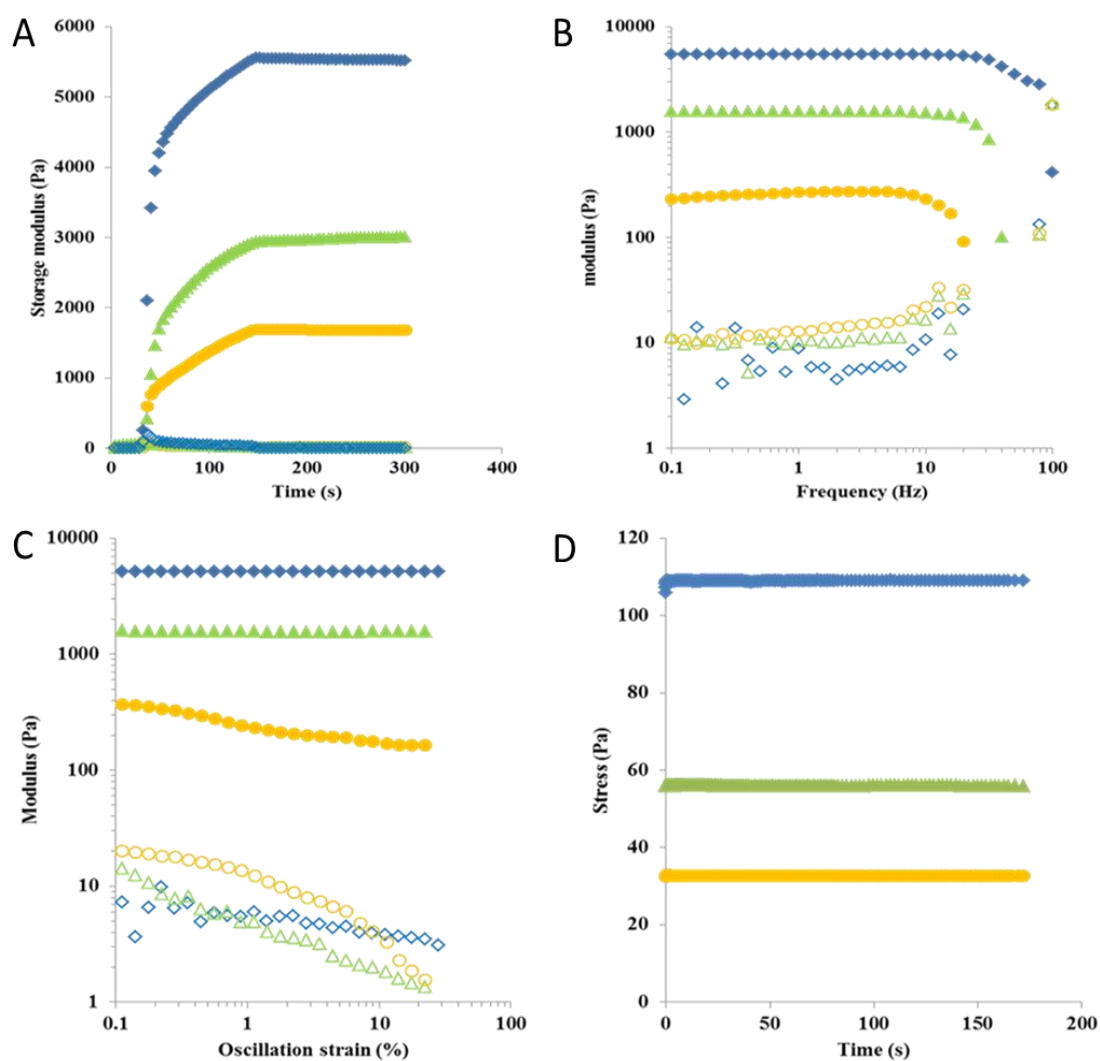 A
6000
5000
4000
3000
2000
1000
0
Storage modulus (Pa)
0 100 200 300 400
Time (s)
B
10000
1000
100
10
1
modulus (Pa)
0.1 1 10 100
Frequency (Hz)
C
10000
1000
100
10
1
Modulus (Pa)
0.1 1 10 100
Oscillation strain (%)
D
120
100
80
60
40
20
0
Stress (Pa)
0 50 100 150 200
Time (s)